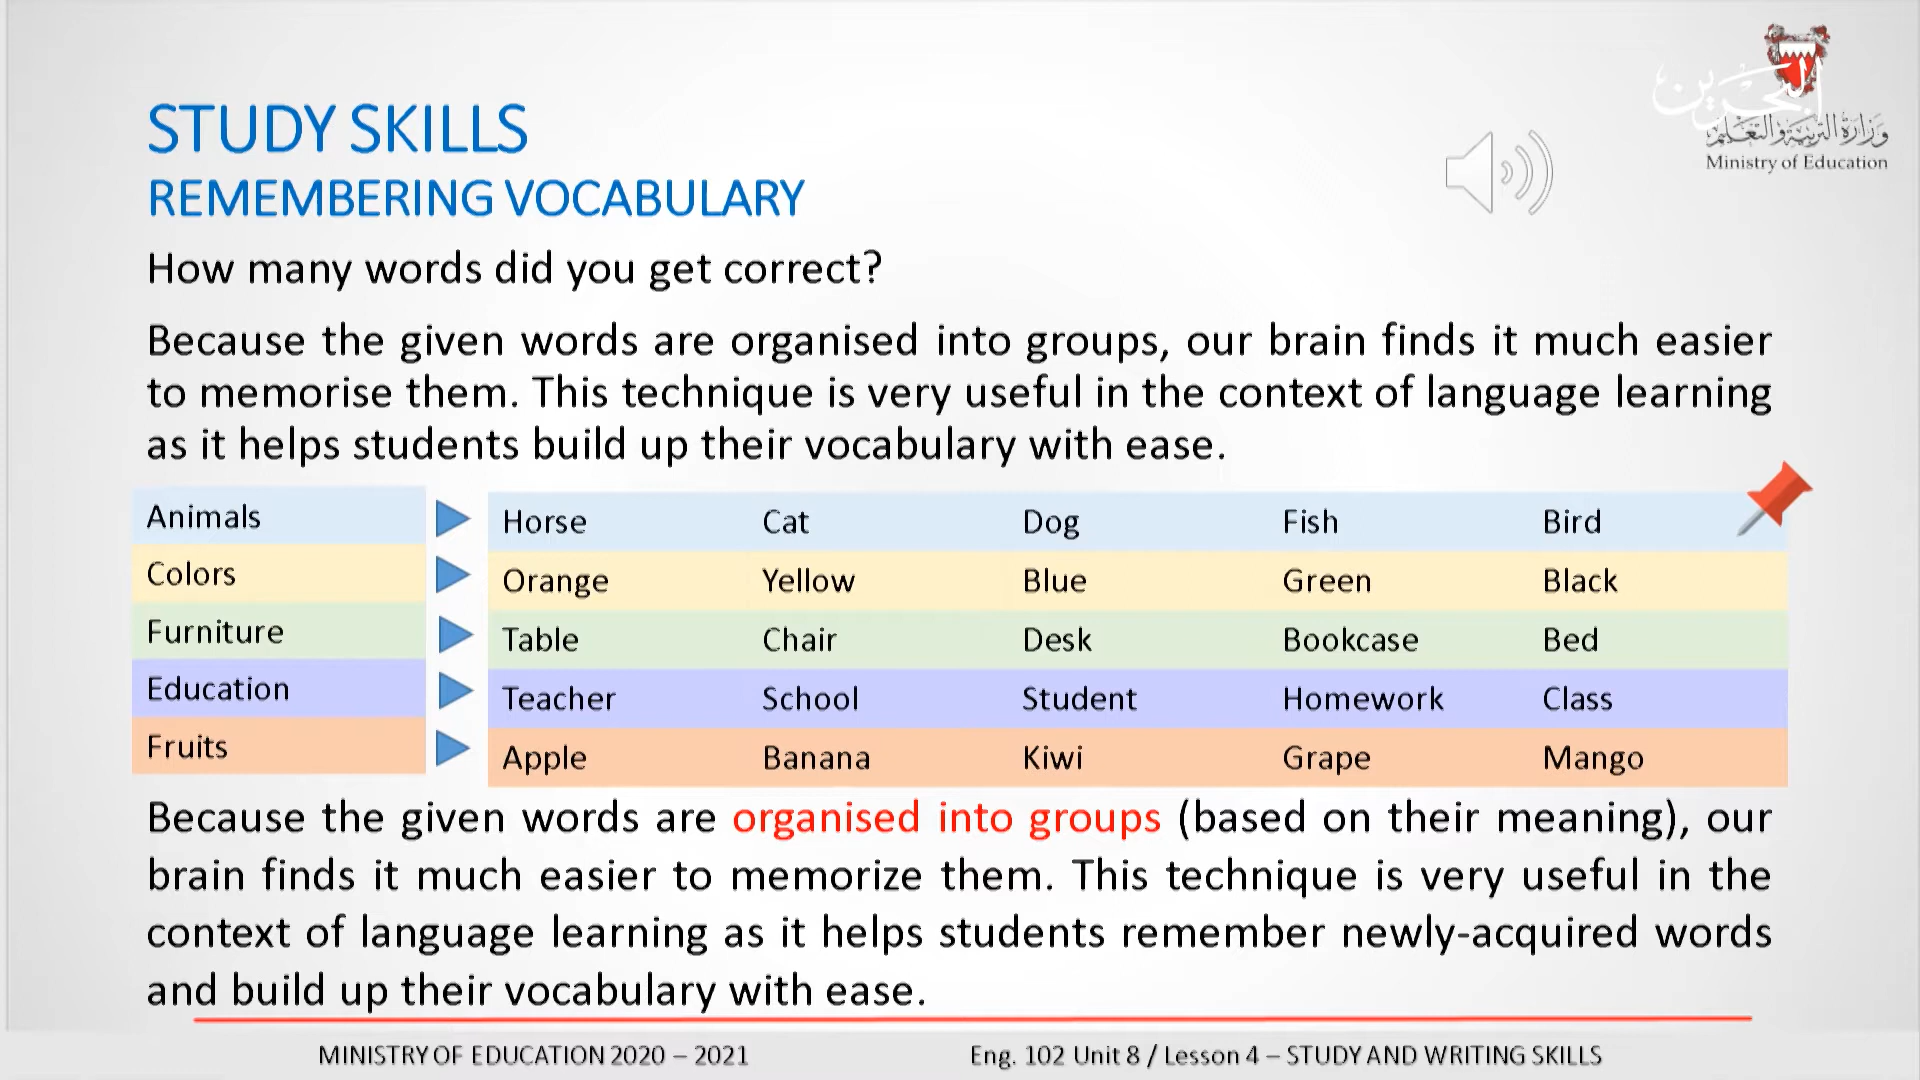 البحرين
وزارة التربية والتعليم
Ministry of Education
STUDY SKILLS
REMEMBERING VOCABULARY
How many words did you get correct?
Because the given words are organised into groups, our brain finds it much easier
to memorise them. This technique is very useful in the context of language learning
as it helps students build up their vocabulary with ease.
Animals Horse Cat Dog Fish Bird
Colors Orange Yellow Blue Green Black
Furniture Table Chair Desk Bookcase Bed
Education Teacher School Student Homework Class
Fruits Apple Banana Kiwi Grape Mango
Because the given words are organised into groups (based on their meaning), our
brain finds it much easier to memorize them. This technique is very useful in the
context of language learning as it helps students remember newly-acquired words
and build up their vocabulary with ease.
MINISTRY OF EDUCATION 2020 – 2021 Eng. 102 Unit 8 / Lesson 4 – STUDY AND WRITING SKILLS